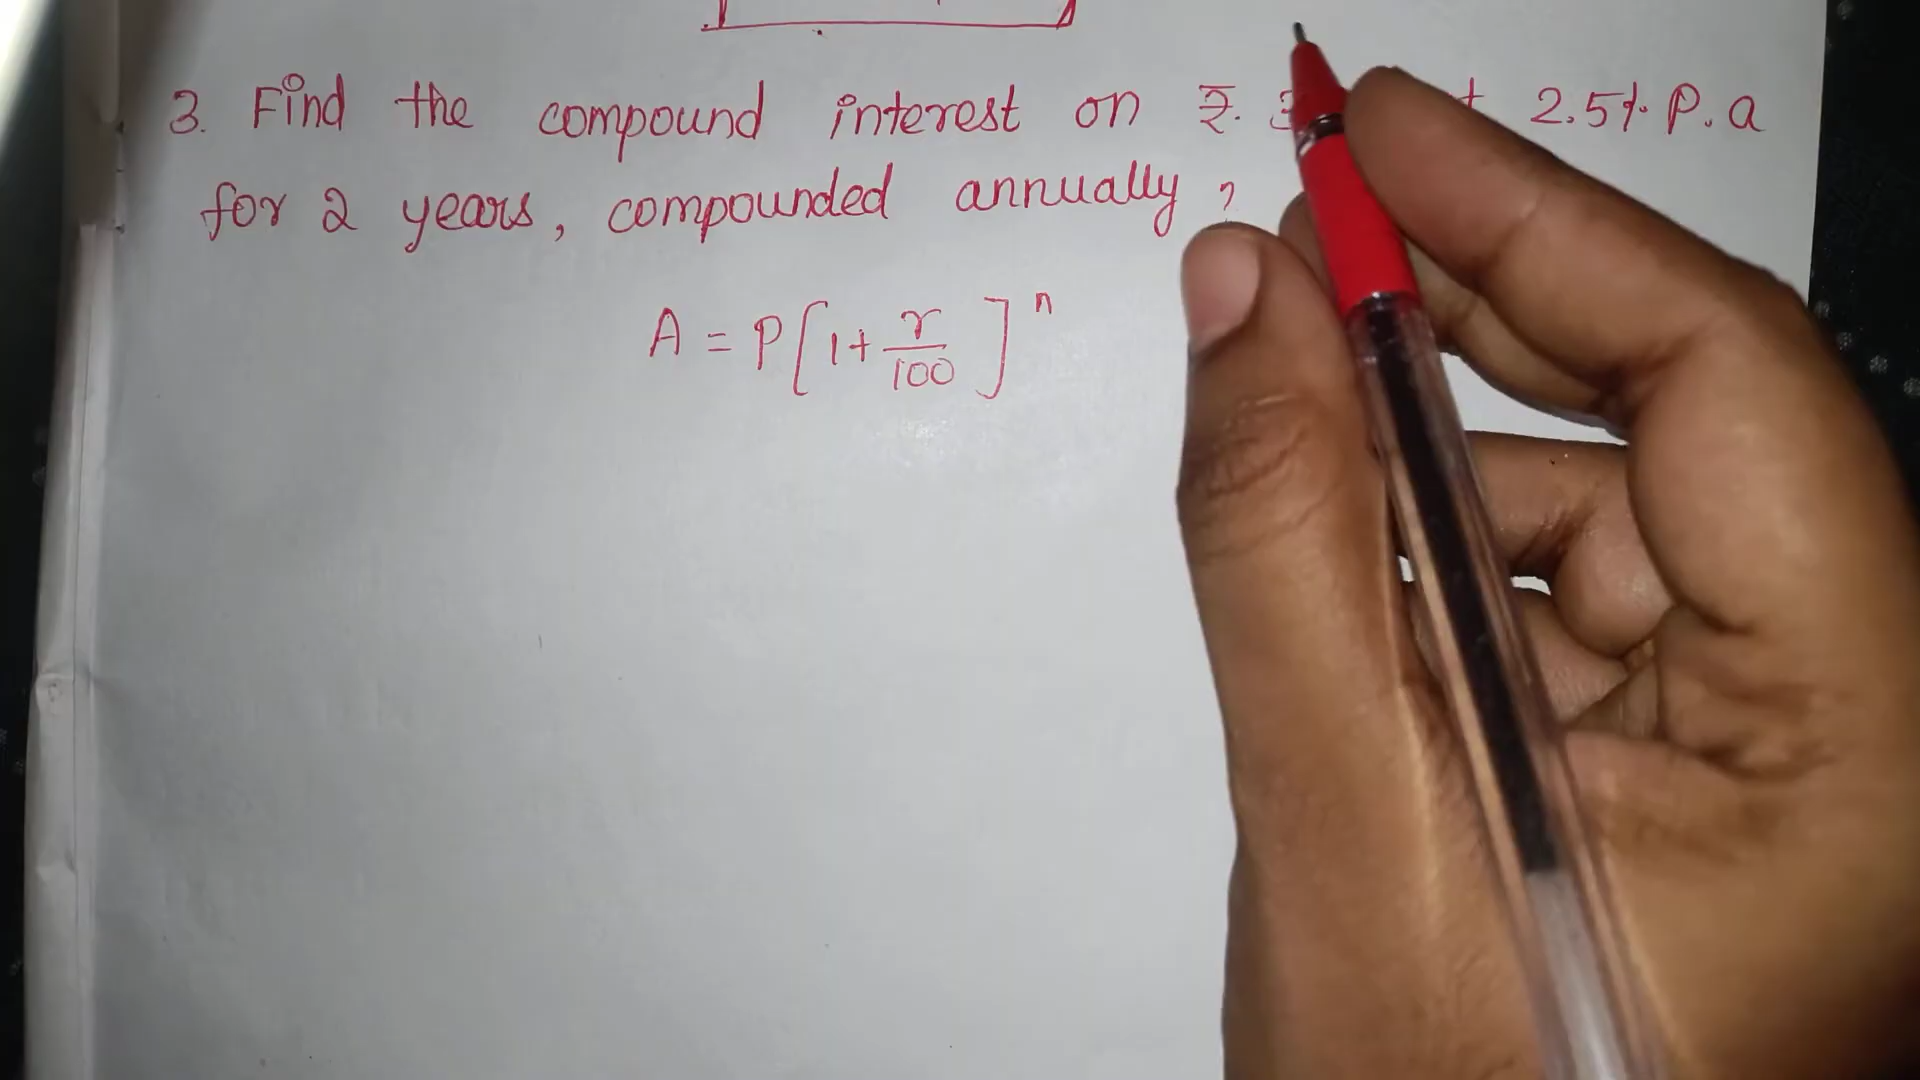 3. Find the compound interest on ₹. 2.5% P.a
for 2 years, compounded annually ?
A = P[1+r/100]^n